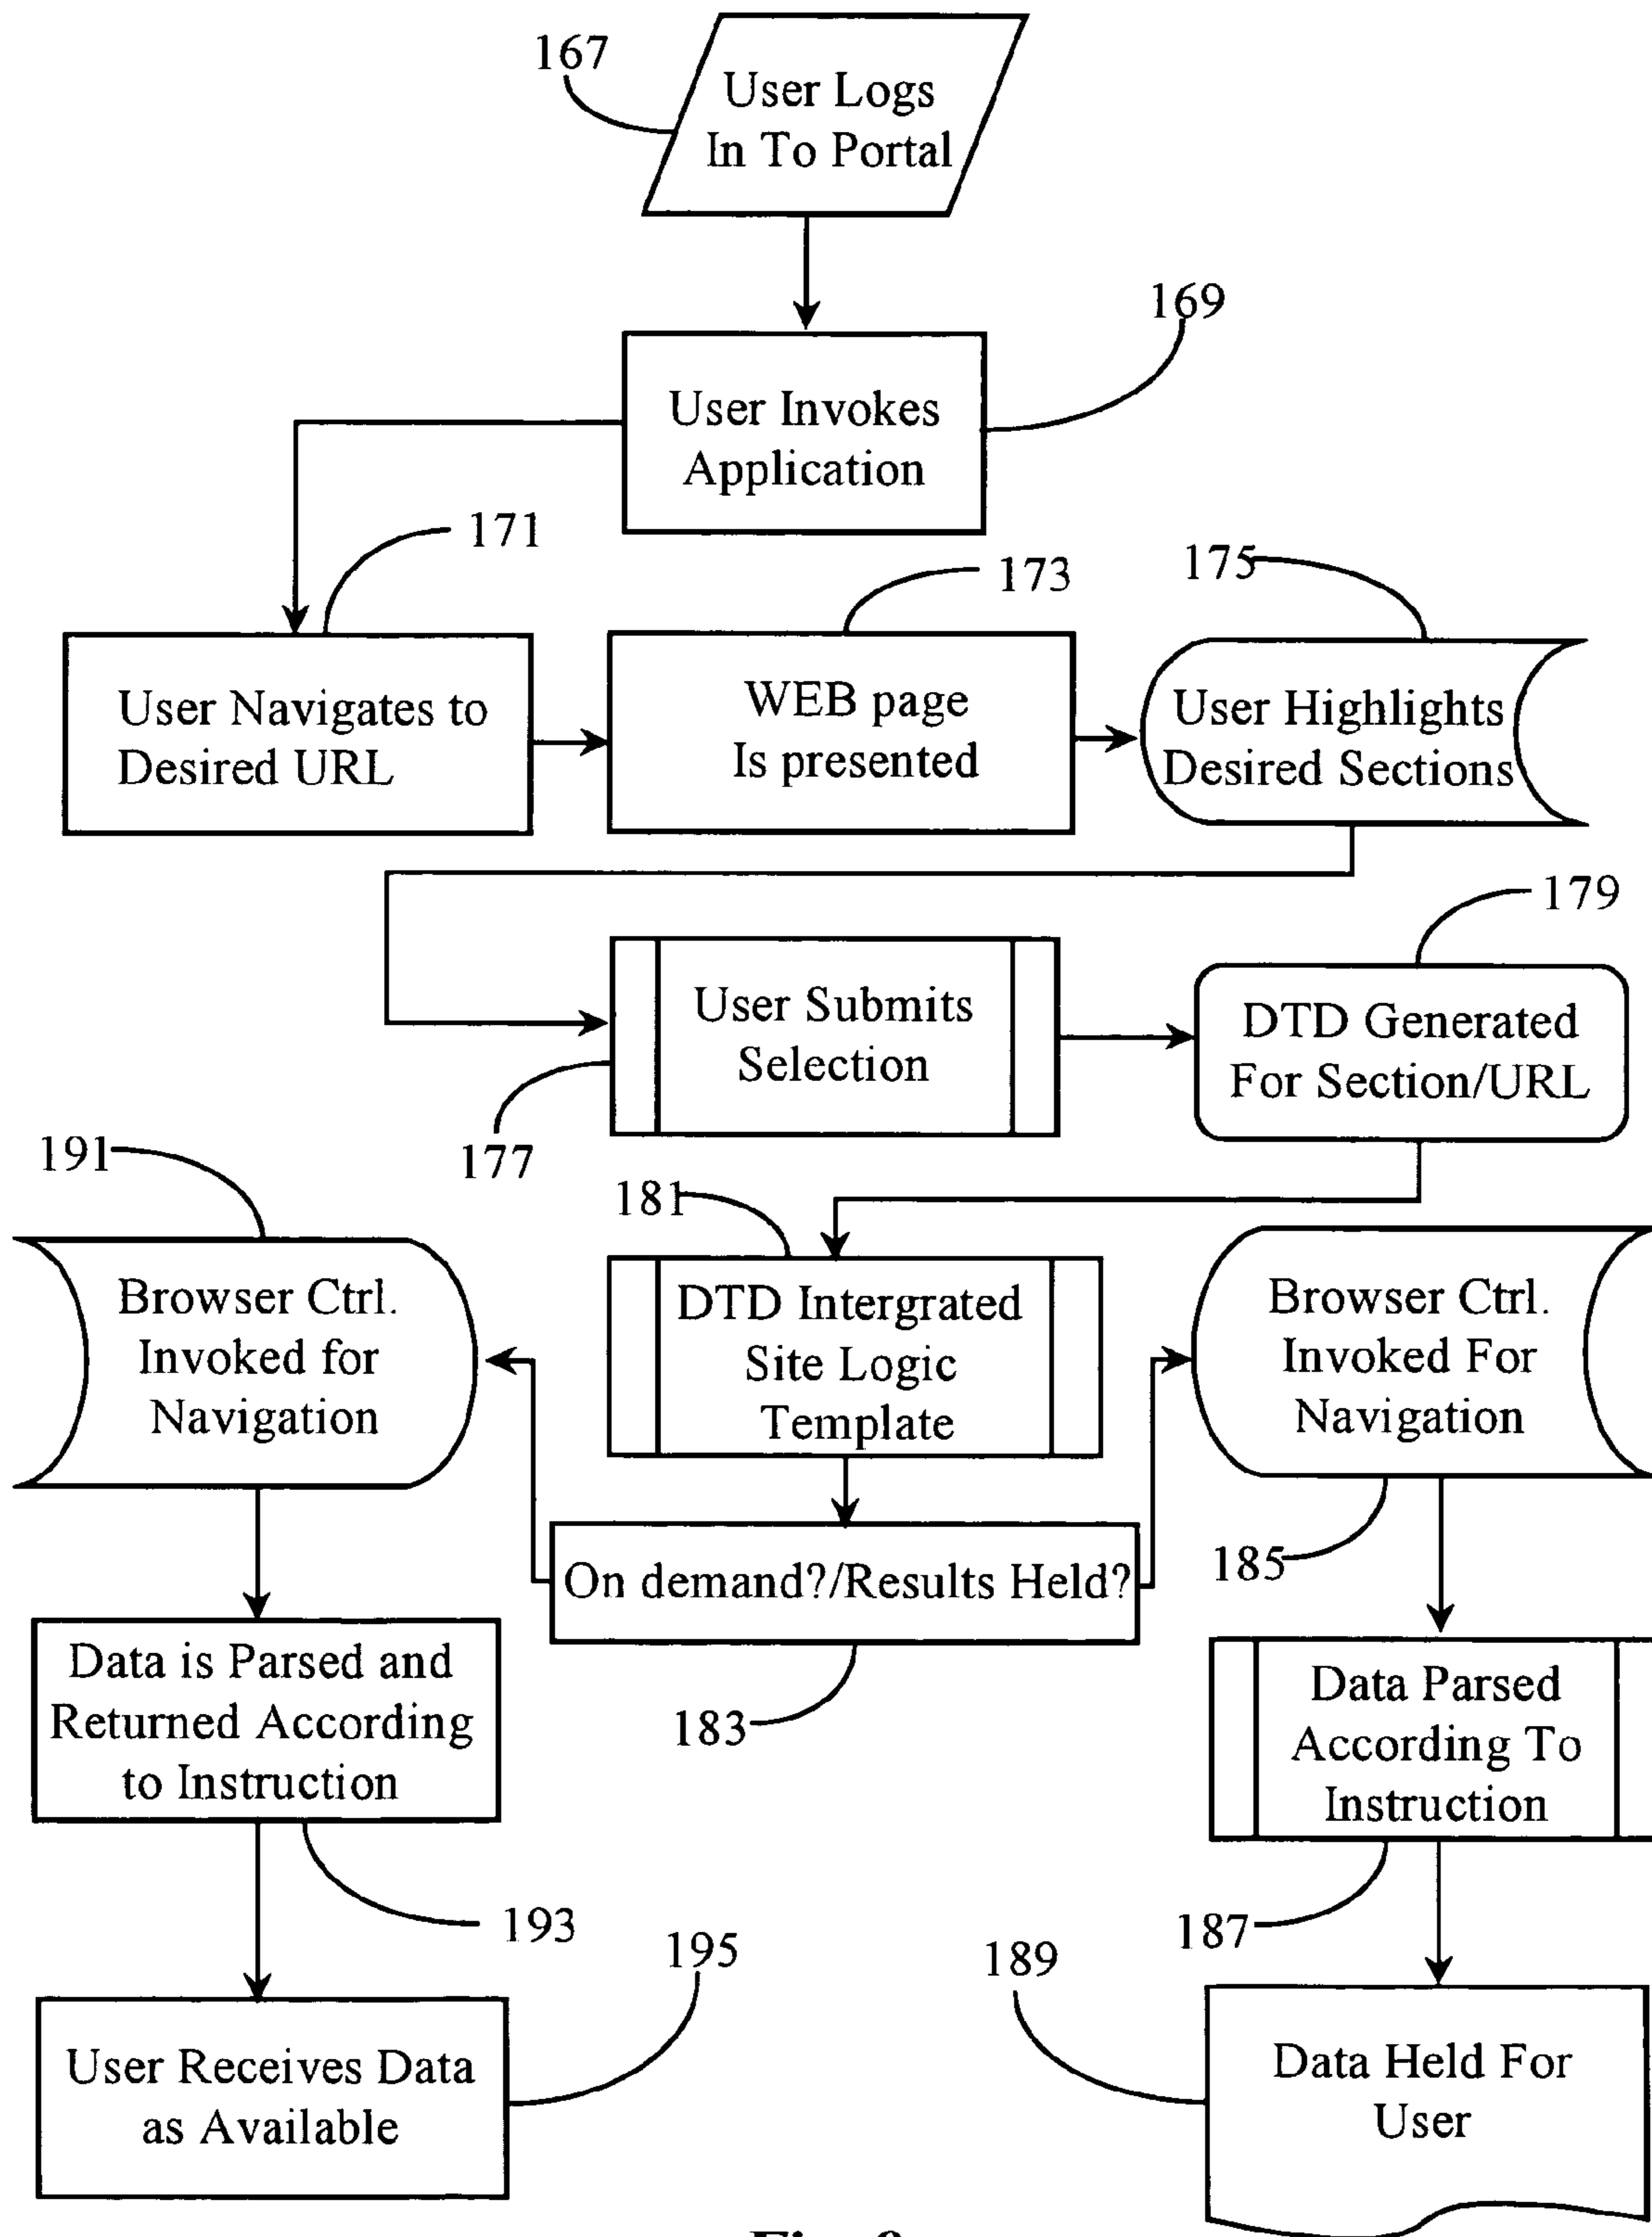 167
User Logs
In To Portal
169
User Invokes
Application
171
173
175
User Navigates to
Desired URL
WEB page
Is presented
User Highlights
Desired Sections
179
User Submits
Selection
DTD Generated
For Section/URL
177
191
181
Browser Ctrl.
Invoked for
Navigation
DTD Intergrated
Site Logic
Template
Browser Ctrl.
Invoked For
Navigation
185
On demand?/Results Held?
183
Data is Parsed and
Returned According
to Instruction
Data Parsed
According To
Instruction
193
187
195
189
User Receives Data
as Available
Data Held For
User